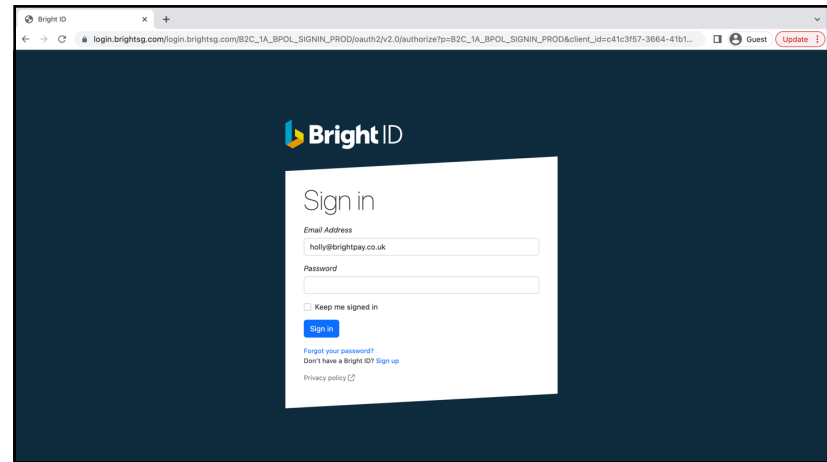 Bright ID
login.brightsg.com/login.brightsg.com/B2C_1A_BPOL_SIGNIN_PROD/oauth2/v2.0/authorize?p=B2C_1A_BPOL_SIGNIN_PROD&client_id=c41c3f57-3664-41b1...
Guest
Update
Bright ID
Sign in
Email Address
holly@brightpay.co.uk
Password
Keep me signed in
Sign in
Forgot your password?
Don't have a Bright ID? Sign up
Privacy policy